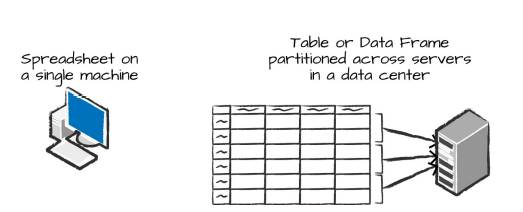 Spreadsheet on
a single machine
Table or Data Frame
partitioned across servers
in a data center